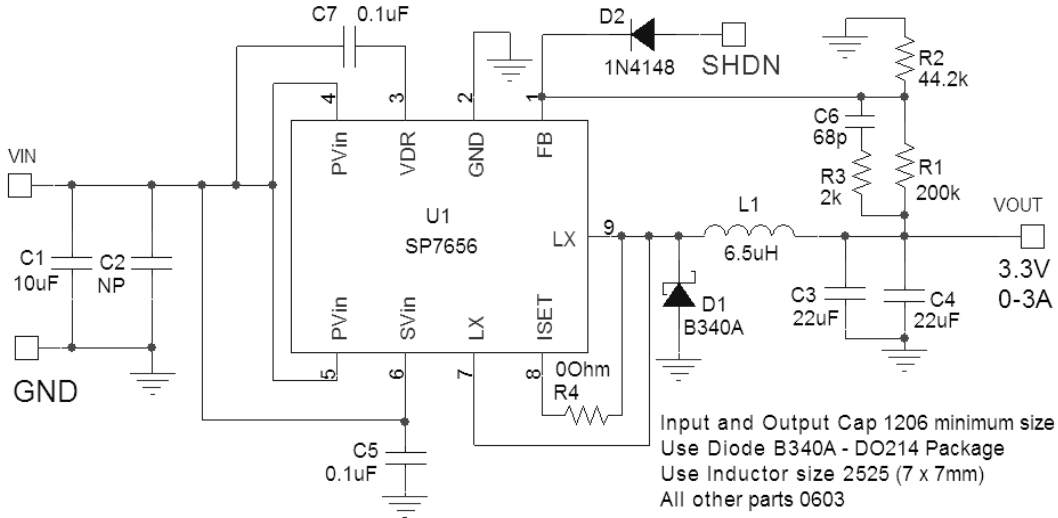 C7
0.1uF
D2
1N4148
SHDN
R2
44.2k
4
3
2
1
C6
68p
PVin
VDR
GND
FB
R3
2k
R1
200k
VIN
U1
SP7656
LX
9
L1
6.5uH
VOUT
3.3V
0-3A
C1
10uF
C2
NP
D1
B340A
C3
22uF
C4
22uF
PVin
SVin
LX
ISET
GND
5
6
7
8
0Ohm
R4
C5
0.1uF
Input and Output Cap 1206 minimum size
Use Diode B340A - DO214 Package
Use Inductor size 2525 (7 x 7mm)
All other parts 0603